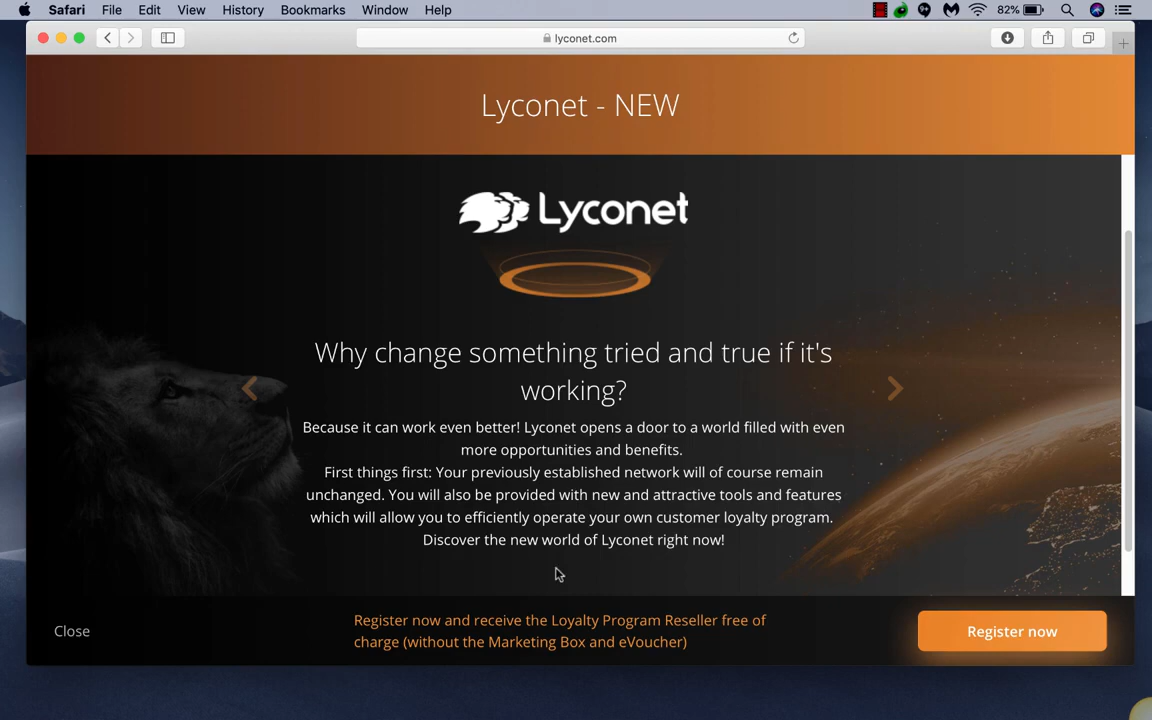 Safari File Edit View History Bookmarks Window Help 82%
lyconet.com
Lyconet - NEW
Lyconet
Why change something tried and true if it's
working?
Because it can work even better! Lyconet opens a door to a world filled with even
more opportunities and benefits.
First things first: Your previously established network will of course remain
unchanged. You will also be provided with new and attractive tools and features
which will allow you to efficiently operate your own customer loyalty program.
Discover the new world of Lyconet right now!
Close
Register now and receive the Loyalty Program Reseller free of
charge (without the Marketing Box and eVoucher)
Register now